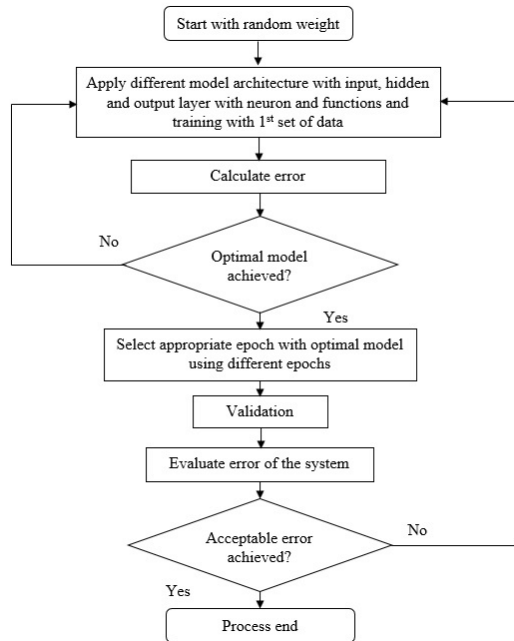 Start with random weight
Apply different model architecture with input, hidden
and output layer with neuron and functions and
training with 1st set of data
Calculate error
No
Optimal model
achieved?
Yes
Select appropriate epoch with optimal model
using different epochs
Validation
Evaluate error of the system
Acceptable error
achieved?
No
Yes
Process end